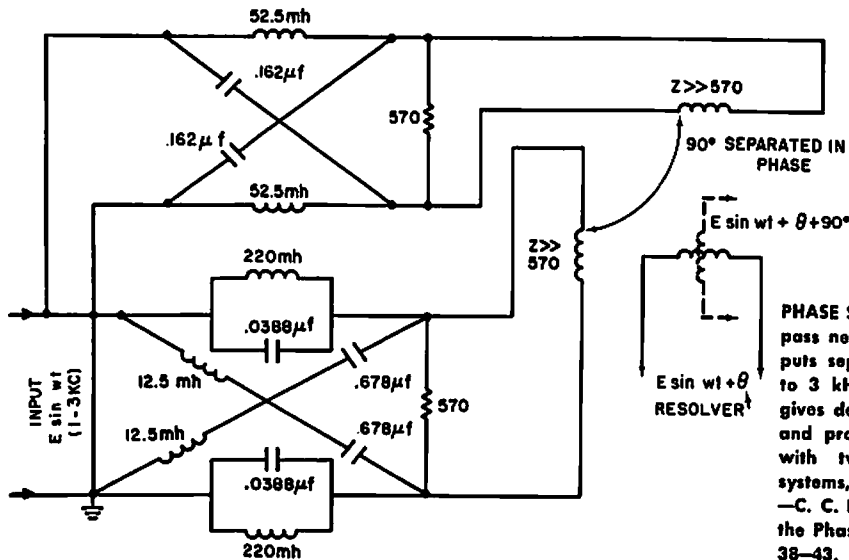 52.5mh
.162µf
.162µf
570
52.5mh
Z>>570
90° SEPARATED IN
PHASE
Z>>
570
E sin wt + θ+90°
220mh
.0388µf
12.5 mh
.678µf
570
12.5mh
.678µf
.0388µf
220mh
INPUT
E sin wt
(1-3KC)
E sin wt+θ
RESOLVER
PHASE S
pass ne
puts sep
to 3 kH
gives de
and pro
with tw
systems,
—C. C. 
the Phas
38–43.